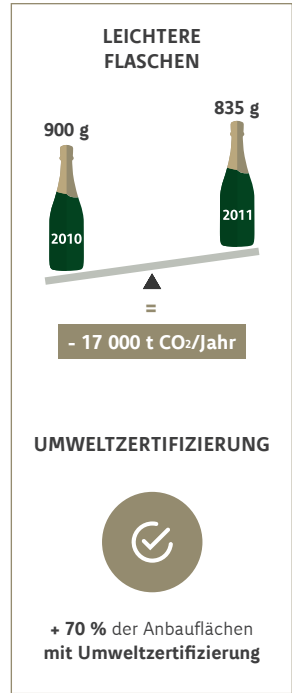 LEICHTERE
FLASCHEN
835 g
900 g
2011
2010
=
- 17 000 t CO₂/Jahr
UMWELTZERTIFIZIERUNG
+ 70 % der Anbauflächen
mit Umweltzertifizierung